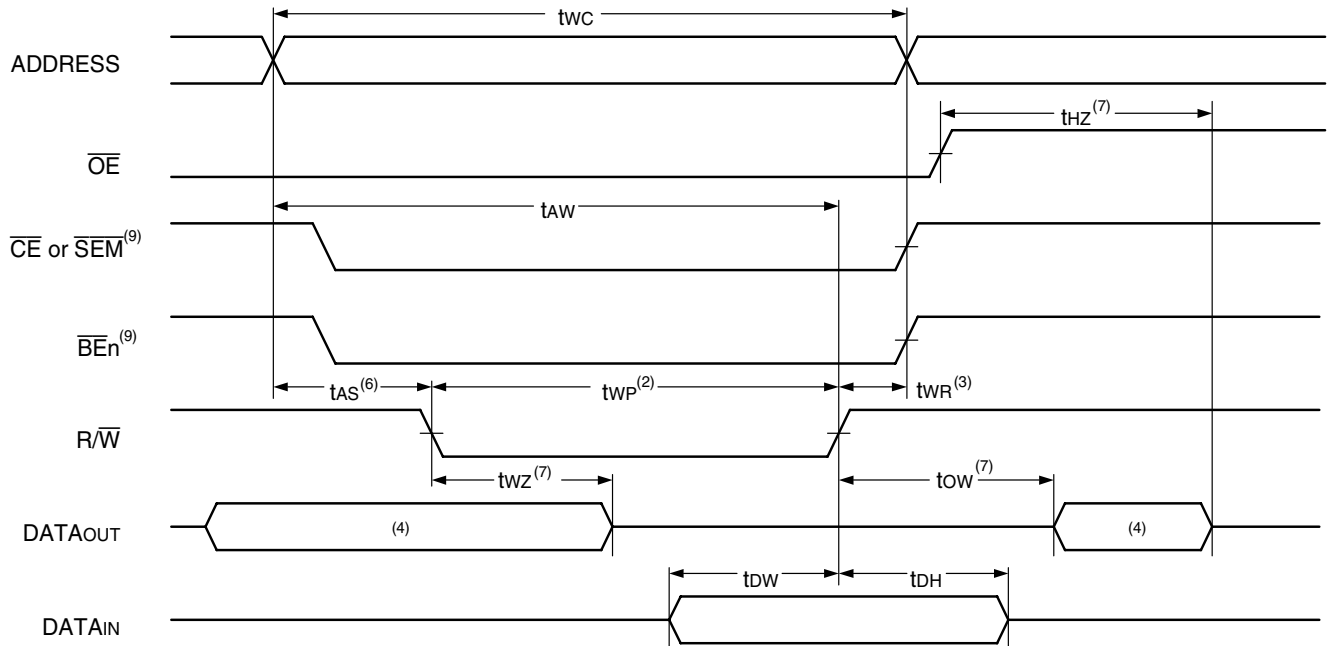 tWC
ADDRESS
tHZ(7)
OE
tAW
CE or SEM(9)
BEn(9)
tAS(6) tWP(2) tWR(3)
R/W
tWZ(7) tOW(7)
DATAOUT (4) (4)
tDW tDH
DATAIN